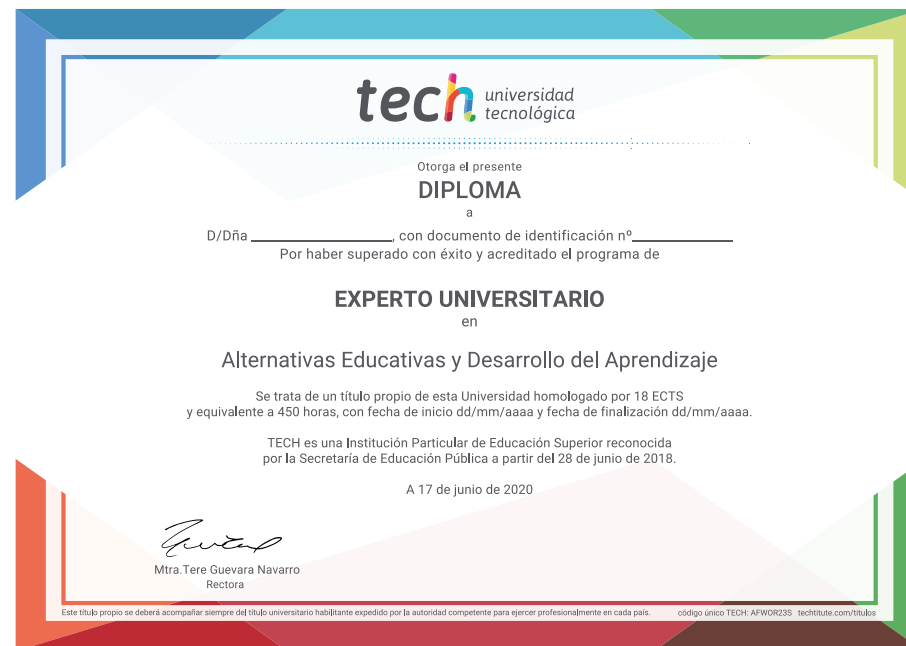 tech universidad
tecnológica
Otorga el presente
DIPLOMA
a
D/Dña ____________________, con documento de identificación nº______________
Por haber superado con éxito y acreditado el programa de
EXPERTO UNIVERSITARIO
en
Alternativas Educativas y Desarrollo del Aprendizaje
Se trata de un título propio de esta Universidad homologado por 18 ECTS
y equivalente a 450 horas, con fecha de inicio dd/mm/aaaa y fecha de finalización dd/mm/aaaa.
TECH es una Institución Particular de Educación Superior reconocida
por la Secretaría de Educación Pública a partir del 28 de junio de 2018.
A 17 de junio de 2020
Mtra.Tere Guevara Navarro
Rectora
Este título propio se deberá acompañar siempre del título universitario habilitante expedido por la autoridad competente para ejercer profesionalmente en cada país. código único TECH: AFWOR23S techtitute.com/titulos